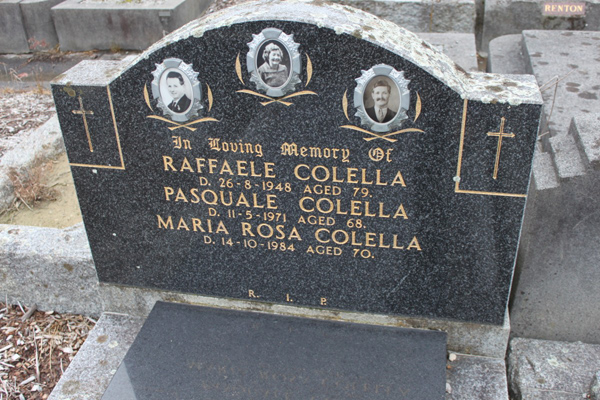 RENTON
In Loving Memory Of
RAFFAELE COLELLA
D. 26-8-1948 AGED 79.
PASQUALE COLELLA
D. 11-5-1971 AGED 68.
MARIA ROSA COLELLA
D. 14-10-1984 AGED 70.
R. I. P.